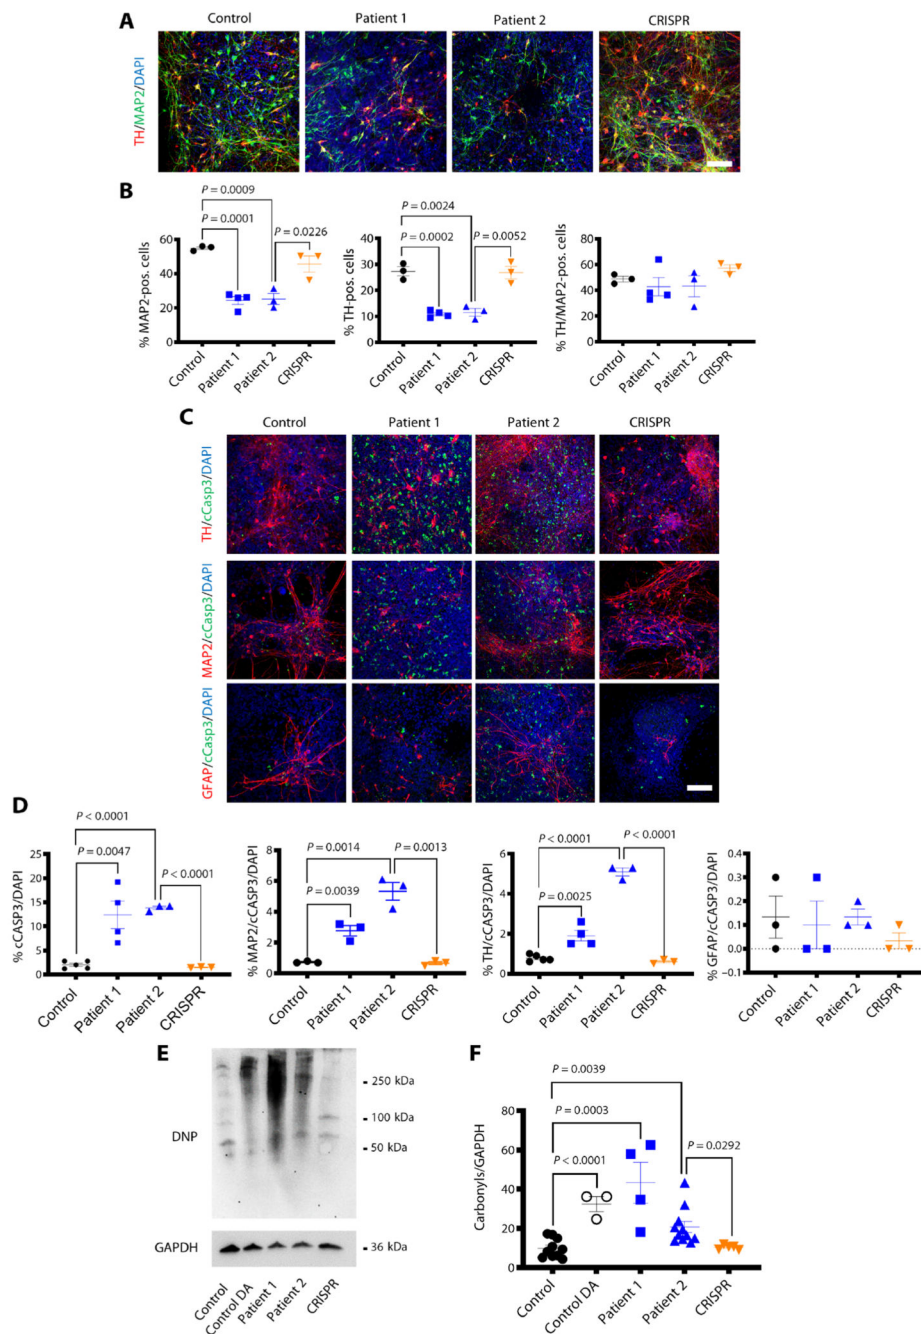 A
Control Patient 1 Patient 2 CRISPR
TH/MAP2/DAPI
B
P = 0.0009
P = 0.0001
P = 0.0226
% MAP2-pos. cells
60
40
20
0
Control Patient 1 Patient 2 CRISPR
P = 0.0024
P = 0.0002
P = 0.0052
% TH-pos. cells
40
30
20
10
0
Control Patient 1 Patient 2 CRISPR
% TH/MAP2-pos. cells
80
60
40
20
0
Control Patient 1 Patient 2 CRISPR
C
Control Patient 1 Patient 2 CRISPR
TH/cCasp3/DAPI
MAP2/cCasp3/DAPI
GFAP/cCasp3/DAPI
D
P < 0.0001
P = 0.0047
P < 0.0001
% cCASP3/DAPI
25
20
15
10
5
0
Control Patient 1 Patient 2 CRISPR
P = 0.0014
P = 0.0013
P = 0.0039
% MAP2/cCASP3/DAPI
8
6
4
2
0
Control Patient 1 Patient 2 CRISPR
P < 0.0001
P < 0.0001
P = 0.0025
% TH/cCASP3/DAPI
6
4
2
0
Control Patient 1 Patient 2 CRISPR
% GFAP/cCASP3/DAPI
0.4
0.3
0.2
0.1
0.0
−0.1
Control Patient 1 Patient 2 CRISPR
E
DNP
- 250 kDa
- 100 kDa
- 50 kDa
GAPDH
- 36 kDa
Control Control DA Patient 1 Patient 2 CRISPR
F
P = 0.0039
P = 0.0003
P < 0.0001
P = 0.0292
Carbonyls/GAPDH
80
60
40
20
0
Control Control DA Patient 1 Patient 2 CRISPR